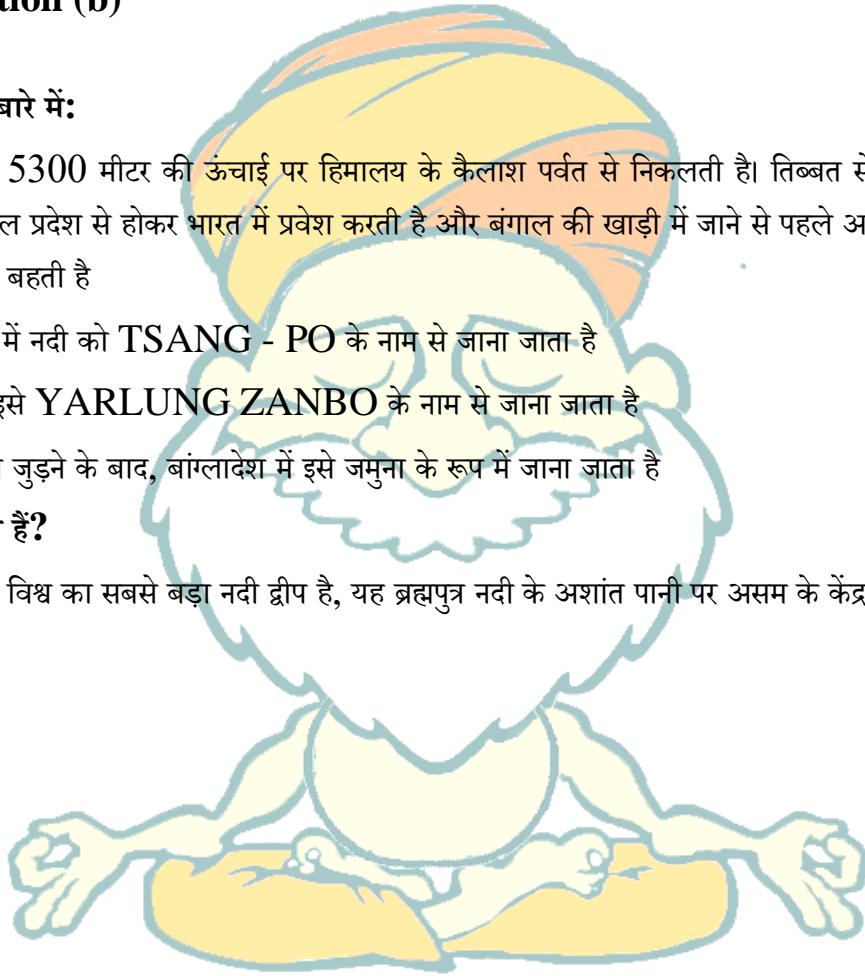 tion (b)
बारे में:
5300 मीटर की ऊंचाई पर हिमालय के कैलाश पर्वत से निकलती है। तिब्बत से
ल प्रदेश से होकर भारत में प्रवेश करती है और बंगाल की खाड़ी में जाने से पहले अ
बहती है
में नदी को TSANG - PO के नाम से जाना जाता है
इसे YARLUNG ZANBO के नाम से जाना जाता है
जुड़ने के बाद, बांग्लादेश में इसे जमुना के रूप में जाना जाता है
हैं?
विश्व का सबसे बड़ा नदी द्वीप है, यह ब्रह्मपुत्र नदी के अशांत पानी पर असम के केंद्र